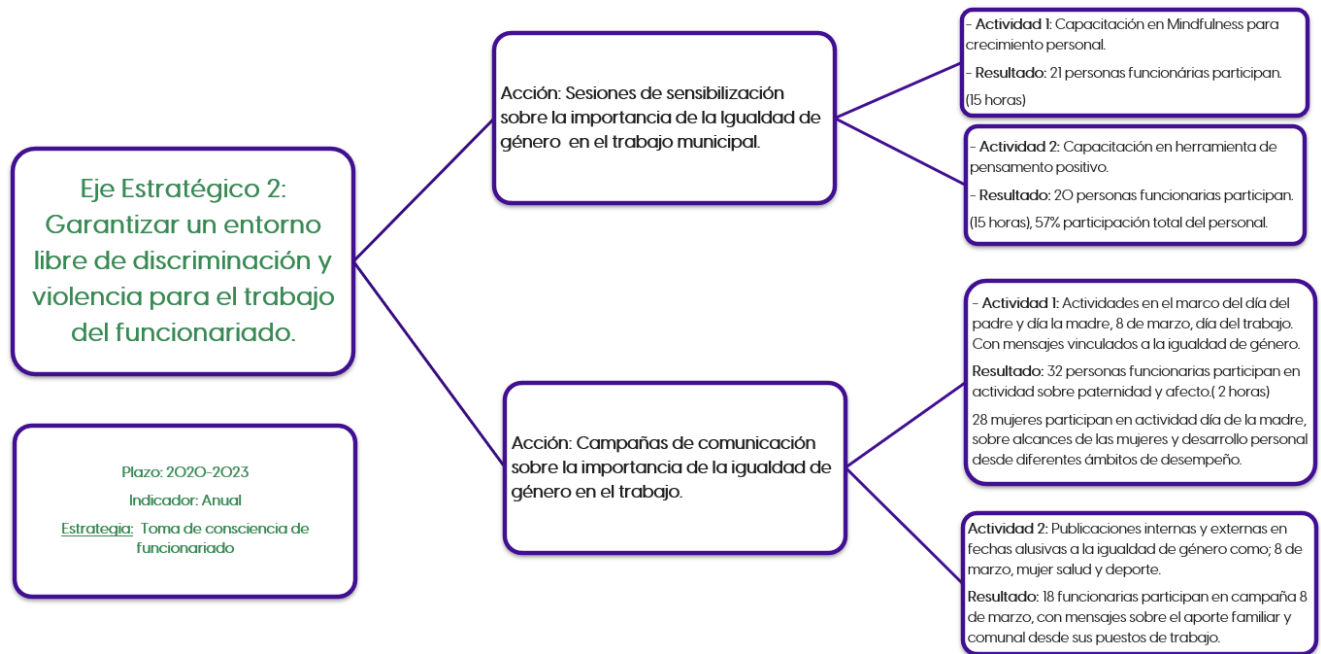 Eje Estratégico 2:
Garantizar un entorno
libre de discriminación y
violencia para el trabajo
del funcionariado.
Plazo: 2020-2023
Indicador: Anual
Estrategia: Toma de consciencia de
funcionariado
Acción: Sesiones de sensibilización
sobre la importancia de la Igualdad de
género en el trabajo municipal.
- Actividad 1: Capacitación en Mindfulness para
crecimiento personal.
- Resultado: 21 personas funcionárias participan.
(15 horas)
- Actividad 2: Capacitación en herramienta de
pensamento positivo.
- Resultado: 20 personas funcionarias participan.
(15 horas), 57% participación total del personal.
Acción: Campañas de comunicación
sobre la importancia de la igualdad de
género en el trabajo.
- Actividad 1: Actividades en el marco del día del
padre y día la madre, 8 de marzo, día del trabajo.
Con mensajes vinculados a la igualdad de género.
Resultado: 32 personas funcionarias participan en
actividad sobre paternidad y afecto.( 2 horas)
28 mujeres participan en actividad día de la madre,
sobre alcances de las mujeres y desarrollo personal
desde diferentes ámbitos de desempeño.
Actividad 2: Publicaciones internas y externas en
fechas alusivas a la igualdad de género como; 8 de
marzo, mujer salud y deporte.
Resultado: 18 funcionarias participan en campaña 8
de marzo, con mensajes sobre el aporte familiar y
comunal desde sus puestos de trabajo.